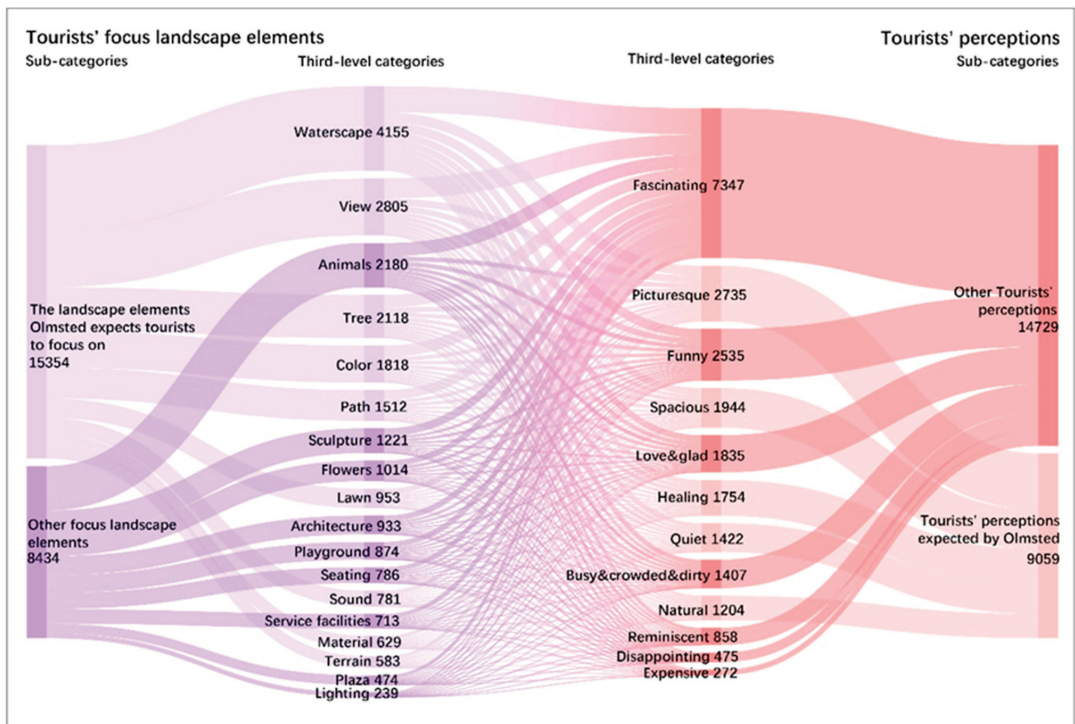 Tourists' focus landscape elements
Sub-categories
Third-level categories
Third-level categories
Tourists' perceptions
Sub-categories
The landscape elements
Olmsted expects tourists
to focus on
15354
Other focus landscape
elements
8434
Waterscape 4155
View 2805
Animals 2180
Tree 2118
Color 1818
Path 1512
Sculpture 1221
Flowers 1014
Lawn 953
Architecture 933
Playground 874
Seating 786
Sound 781
Service facilities 713
Material 629
Terrain 583
Plaza 474
Lighting 239
Fascinating 7347
Picturesque 2735
Funny 2535
Spacious 1944
Love&glad 1835
Healing 1754
Quiet 1422
Busy&crowded&dirty 1407
Natural 1204
Reminiscent 858
Disappointing 475
Expensive 272
Other Tourists'
perceptions
14729
Tourists' perceptions
expected by Olmsted
9059